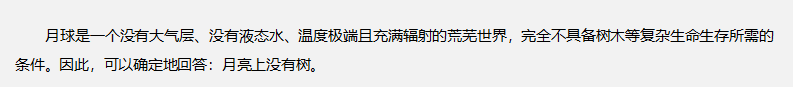 月球是一个没有大气层、没有液态水、温度极端且充满辐射的荒芜世界，完全不具备树木等复杂生命生存所需的
条件。因此，可以确定地回答：月亮上没有树。